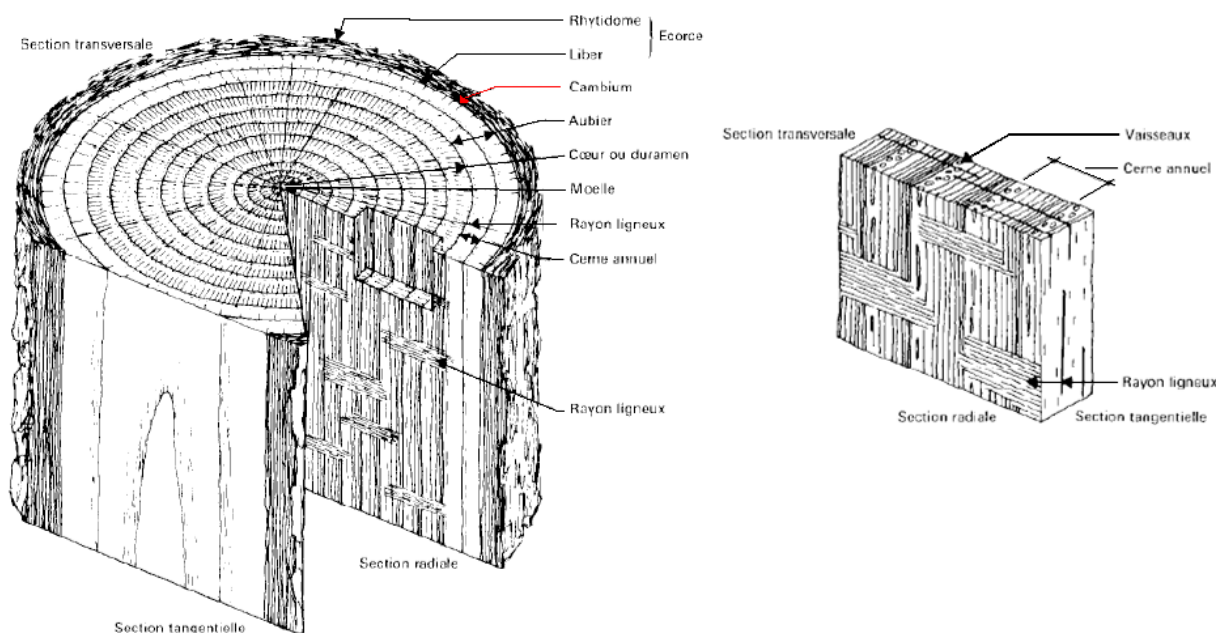 Section transversale
Rhytidome
Ecorce
Liber
Cambium
Aubier
Cœur ou duramen
Moelle
Rayon ligneux
Cerne annuel
Rayon ligneux
Section radiale
Section tangentielle
Section transversale
Vaisseaux
Cerne annuel
Rayon ligneux
Section radiale
Section tangentielle